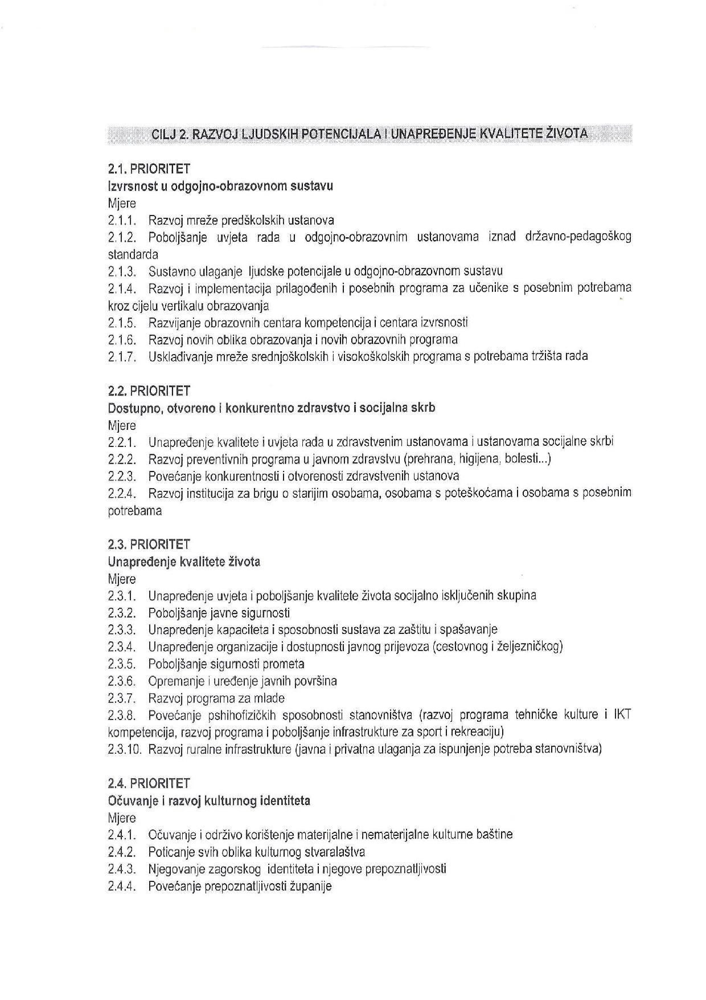 CILJ 2. RAZVOJ LJUDSKIH POTENCIJALA I UNAPREĐENJE KVALITETE ŽIVOTA
2.1. PRIORITET
Izvrsnost u odgojno-obrazovnom sustavu
Mjere
2.1.1. Razvoj mreže predškolskih ustanova
2.1.2. Poboljšanje uvjeta rada u odgojno-obrazovnim ustanovama iznad državno-pedagoškog
standarda
2.1.3. Sustavno ulaganje ljudske potencijale u odgojno-obrazovnom sustavu
2.1.4. Razvoj i implementacija prilagođenih i posebnih programa za učenike s posebnim potrebama
kroz cijelu vertikalu obrazovanja
2.1.5. Razvijanje obrazovnih centara kompetencija i centara izvrsnosti
2.1.6. Razvoj novih oblika obrazovanja i novih obrazovnih programa
2.1.7. Usklađivanje mreže srednjoškolskih i visokoškolskih programa s potrebama tržišta rada
2.2. PRIORITET
Dostupno, otvoreno i konkurentno zdravstvo i socijalna skrb
Mjere
2.2.1. Unapređenje kvalitete i uvjeta rada u zdravstvenim ustanovama i ustanovama socijalne skrbi
2.2.2. Razvoj preventivnih programa u javnom zdravstvu (prehrana, higijena, bolesti...)
2.2.3. Povećanje konkurentnosti i otvorenosti zdravstvenih ustanova
2.2.4. Razvoj institucija za brigu o starijim osobama, osobama s poteškoćama i osobama s posebnim
potrebama
2.3. PRIORITET
Unapređenje kvalitete života
Mjere
2.3.1. Unapređenje uvjeta i poboljšanje kvalitete života socijalno isključenih skupina
2.3.2. Poboljšanje javne sigurnosti
2.3.3. Unapređenje kapaciteta i sposobnosti sustava za zaštitu i spašavanje
2.3.4. Unapređenje organizacije i dostupnosti javnog prijevoza (cestovnog i željezničkog)
2.3.5. Poboljšanje sigurnosti prometa
2.3.6. Opremanje i uređenje javnih površina
2.3.7. Razvoj programa za mlade
2.3.8. Povećanje pshihofizičkih sposobnosti stanovništva (razvoj programa tehničke kulture i IKT
kompetencija, razvoj programa i poboljšanje infrastrukture za sport i rekreaciju)
2.3.10. Razvoj ruralne infrastrukture (javna i privatna ulaganja za ispunjenje potreba stanovništva)
2.4. PRIORITET
Očuvanje i razvoj kulturnog identiteta
Mjere
2.4.1. Očuvanje i održivo korištenje materijalne i nematerijalne kulturne baštine
2.4.2. Poticanje svih oblika kulturnog stvaralaštva
2.4.3. Njegovanje zagorskog identiteta i njegove prepoznatljivosti
2.4.4. Povećanje prepoznatljivosti županije